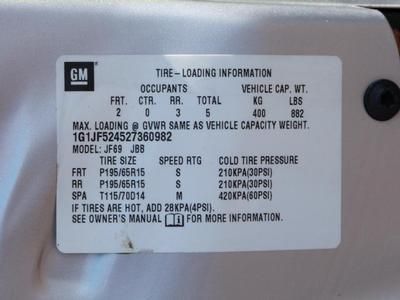 GM
TIRE-LOADING INFORMATION
OCCUPANTS VEHICLE CAP. WT.
FRT. CTR. RR. TOTAL KG LBS
2 0 3 5 400 882
MAX. LOADING @ GVWR SAME AS VEHICLE CAPACITY WEIGHT.
1G1JF524527360982
MODEL: JF69 JBB
TIRE SIZE SPEED RTG COLD TIRE PRESSURE
FRT P195/65R15 S 210KPA(30PSI)
RR P195/65R15 S 210KPA(30PSI)
SPA T115/70D14 M 420KPA(60PSI)
IF TIRES ARE HOT, ADD 28KPA(4PSI).
SEE OWNER'S MANUAL FOR MORE INFORMATION.